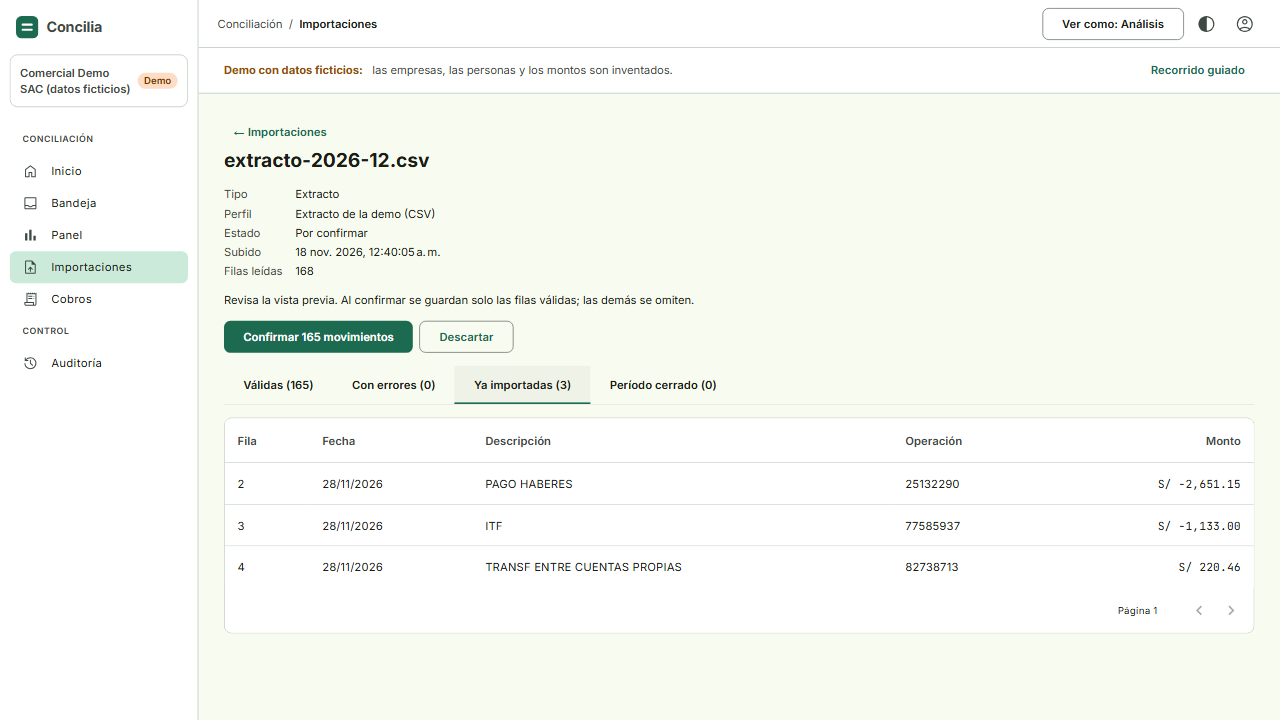 Concilia
Comercial Demo
SAC (datos ficticios)
Demo
CONCILIACIÓN
Inicio
Bandeja
Panel
Importaciones
Cobros
CONTROL
Auditoría
Conciliación / Importaciones
Ver como: Análisis
Demo con datos ficticios: las empresas, las personas y los montos son inventados.
Recorrido guiado
← Importaciones
extracto-2026-12.csv
Tipo Extracto
Perfil Extracto de la demo (CSV)
Estado Por confirmar
Subido 18 nov. 2026, 12:40:05 a. m.
Filas leídas 168
Revisa la vista previa. Al confirmar se guardan solo las filas válidas; las demás se omiten.
Confirmar 165 movimientos Descartar
Válidas (165) Con errores (0) Ya importadas (3) Período cerrado (0)
Fila Fecha Descripción Operación Monto
2 28/11/2026 PAGO HABERES 25132290 S/ -2,651.15
3 28/11/2026 ITF 77585937 S/ -1,133.00
4 28/11/2026 TRANSF ENTRE CUENTAS PROPIAS 82738713 S/ 220.46
Página 1